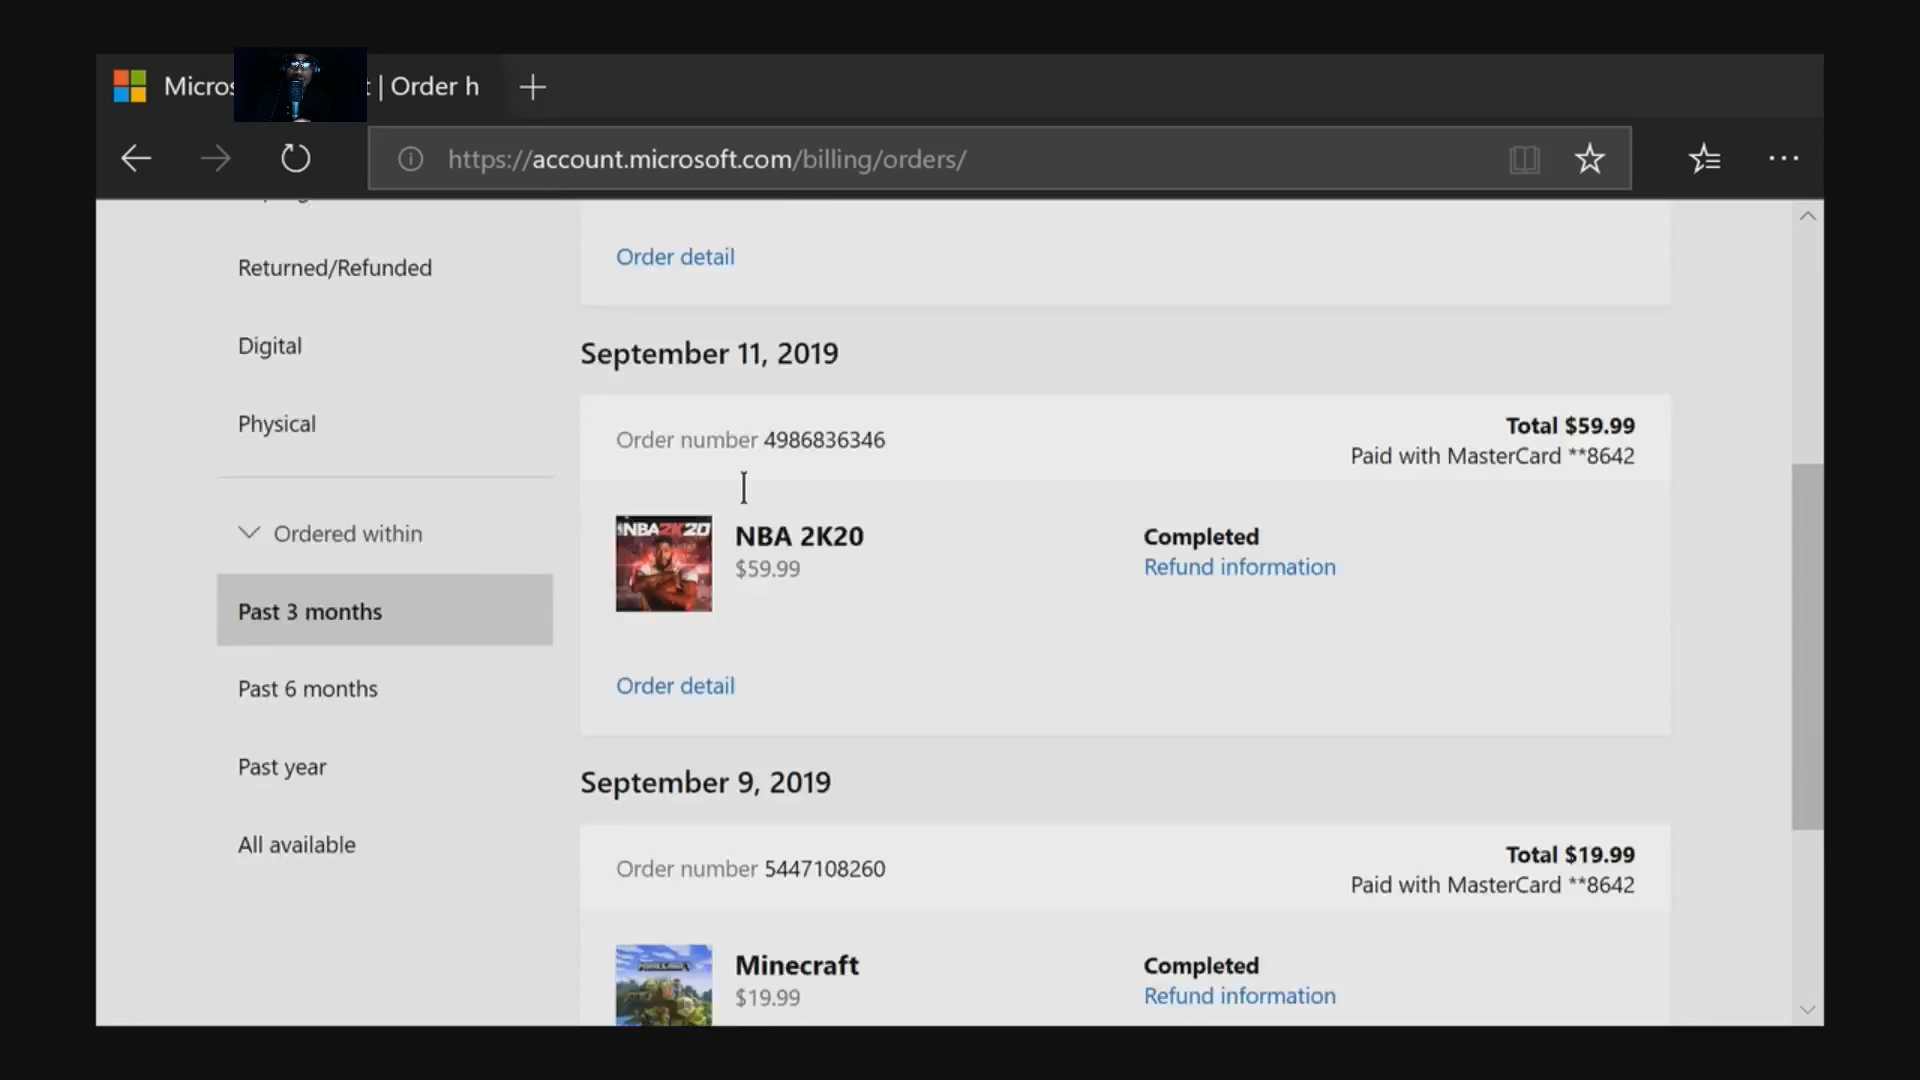 Micros t | Order h
https://account.microsoft.com/billing/orders/
Order detail
Returned/Refunded
Digital
Physical
Ordered within
Past 3 months
Past 6 months
Past year
All available
September 11, 2019
Order number 4986836346
Total $59.99
Paid with MasterCard **8642
NBA 2K20
NBA 2K20
$59.99
Completed
Refund information
Order detail
September 9, 2019
Order number 5447108260
Total $19.99
Paid with MasterCard **8642
MINECRAFT
Minecraft
$19.99
Completed
Refund information